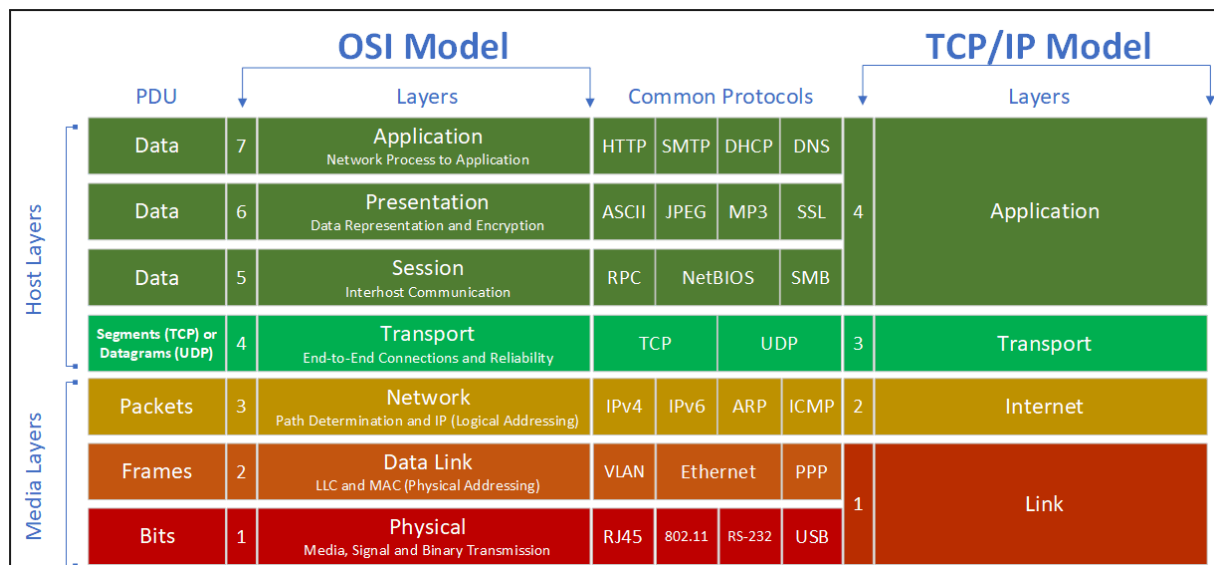 OSI Model
TCP/IP Model
PDU
Layers
Common Protocols
Layers
Host Layers
Data
7
Application
Network Process to Application
HTTP
SMTP
DHCP
DNS
Data
6
Presentation
Data Representation and Encryption
ASCII
JPEG
MP3
SSL
4
Application
Data
5
Session
Interhost Communication
RPC
NetBIOS
SMB
Segments (TCP) or
Datagrams (UDP)
4
Transport
End-to-End Connections and Reliability
TCP
UDP
3
Transport
Media Layers
Packets
3
Network
Path Determination and IP (Logical Addressing)
IPv4
IPv6
ARP
ICMP
2
Internet
Frames
2
Data Link
LLC and MAC (Physical Addressing)
VLAN
Ethernet
PPP
1
Link
Bits
1
Physical
Media, Signal and Binary Transmission
RJ45
802.11
RS-232
USB